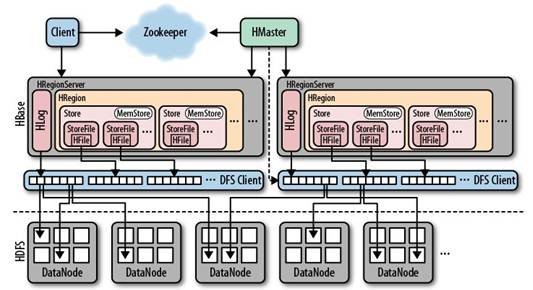 Client
Zookeeper
HMaster
HBase
HRegionServer
HRegionServer
HLog
HRegion
HLog
HRegion
Store
MemStore
Store
MemStore
Store
MemStore
Store
MemStore
StoreFile
StoreFile
...
StoreFile
...
...
...
StoreFile
StoreFile
...
StoreFile
...
...
...
HFile
HFile
HFile
HFile
HFile
HFile
... DFS Client
... DFS Client
HDFS
...
DataNode
DataNode
DataNode
DataNode
DataNode